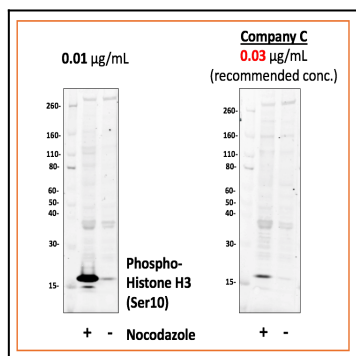 0.01 µg/mL
Company C
0.03 µg/mL
(recommended conc.)
260-
160-
110-
80-
60-
50-
40-
30-
15-
Phospho-
Histone H3
(Ser10)
260-
160-
110-
80-
60-
50-
40-
30-
15-
+ - Nocodazole + -